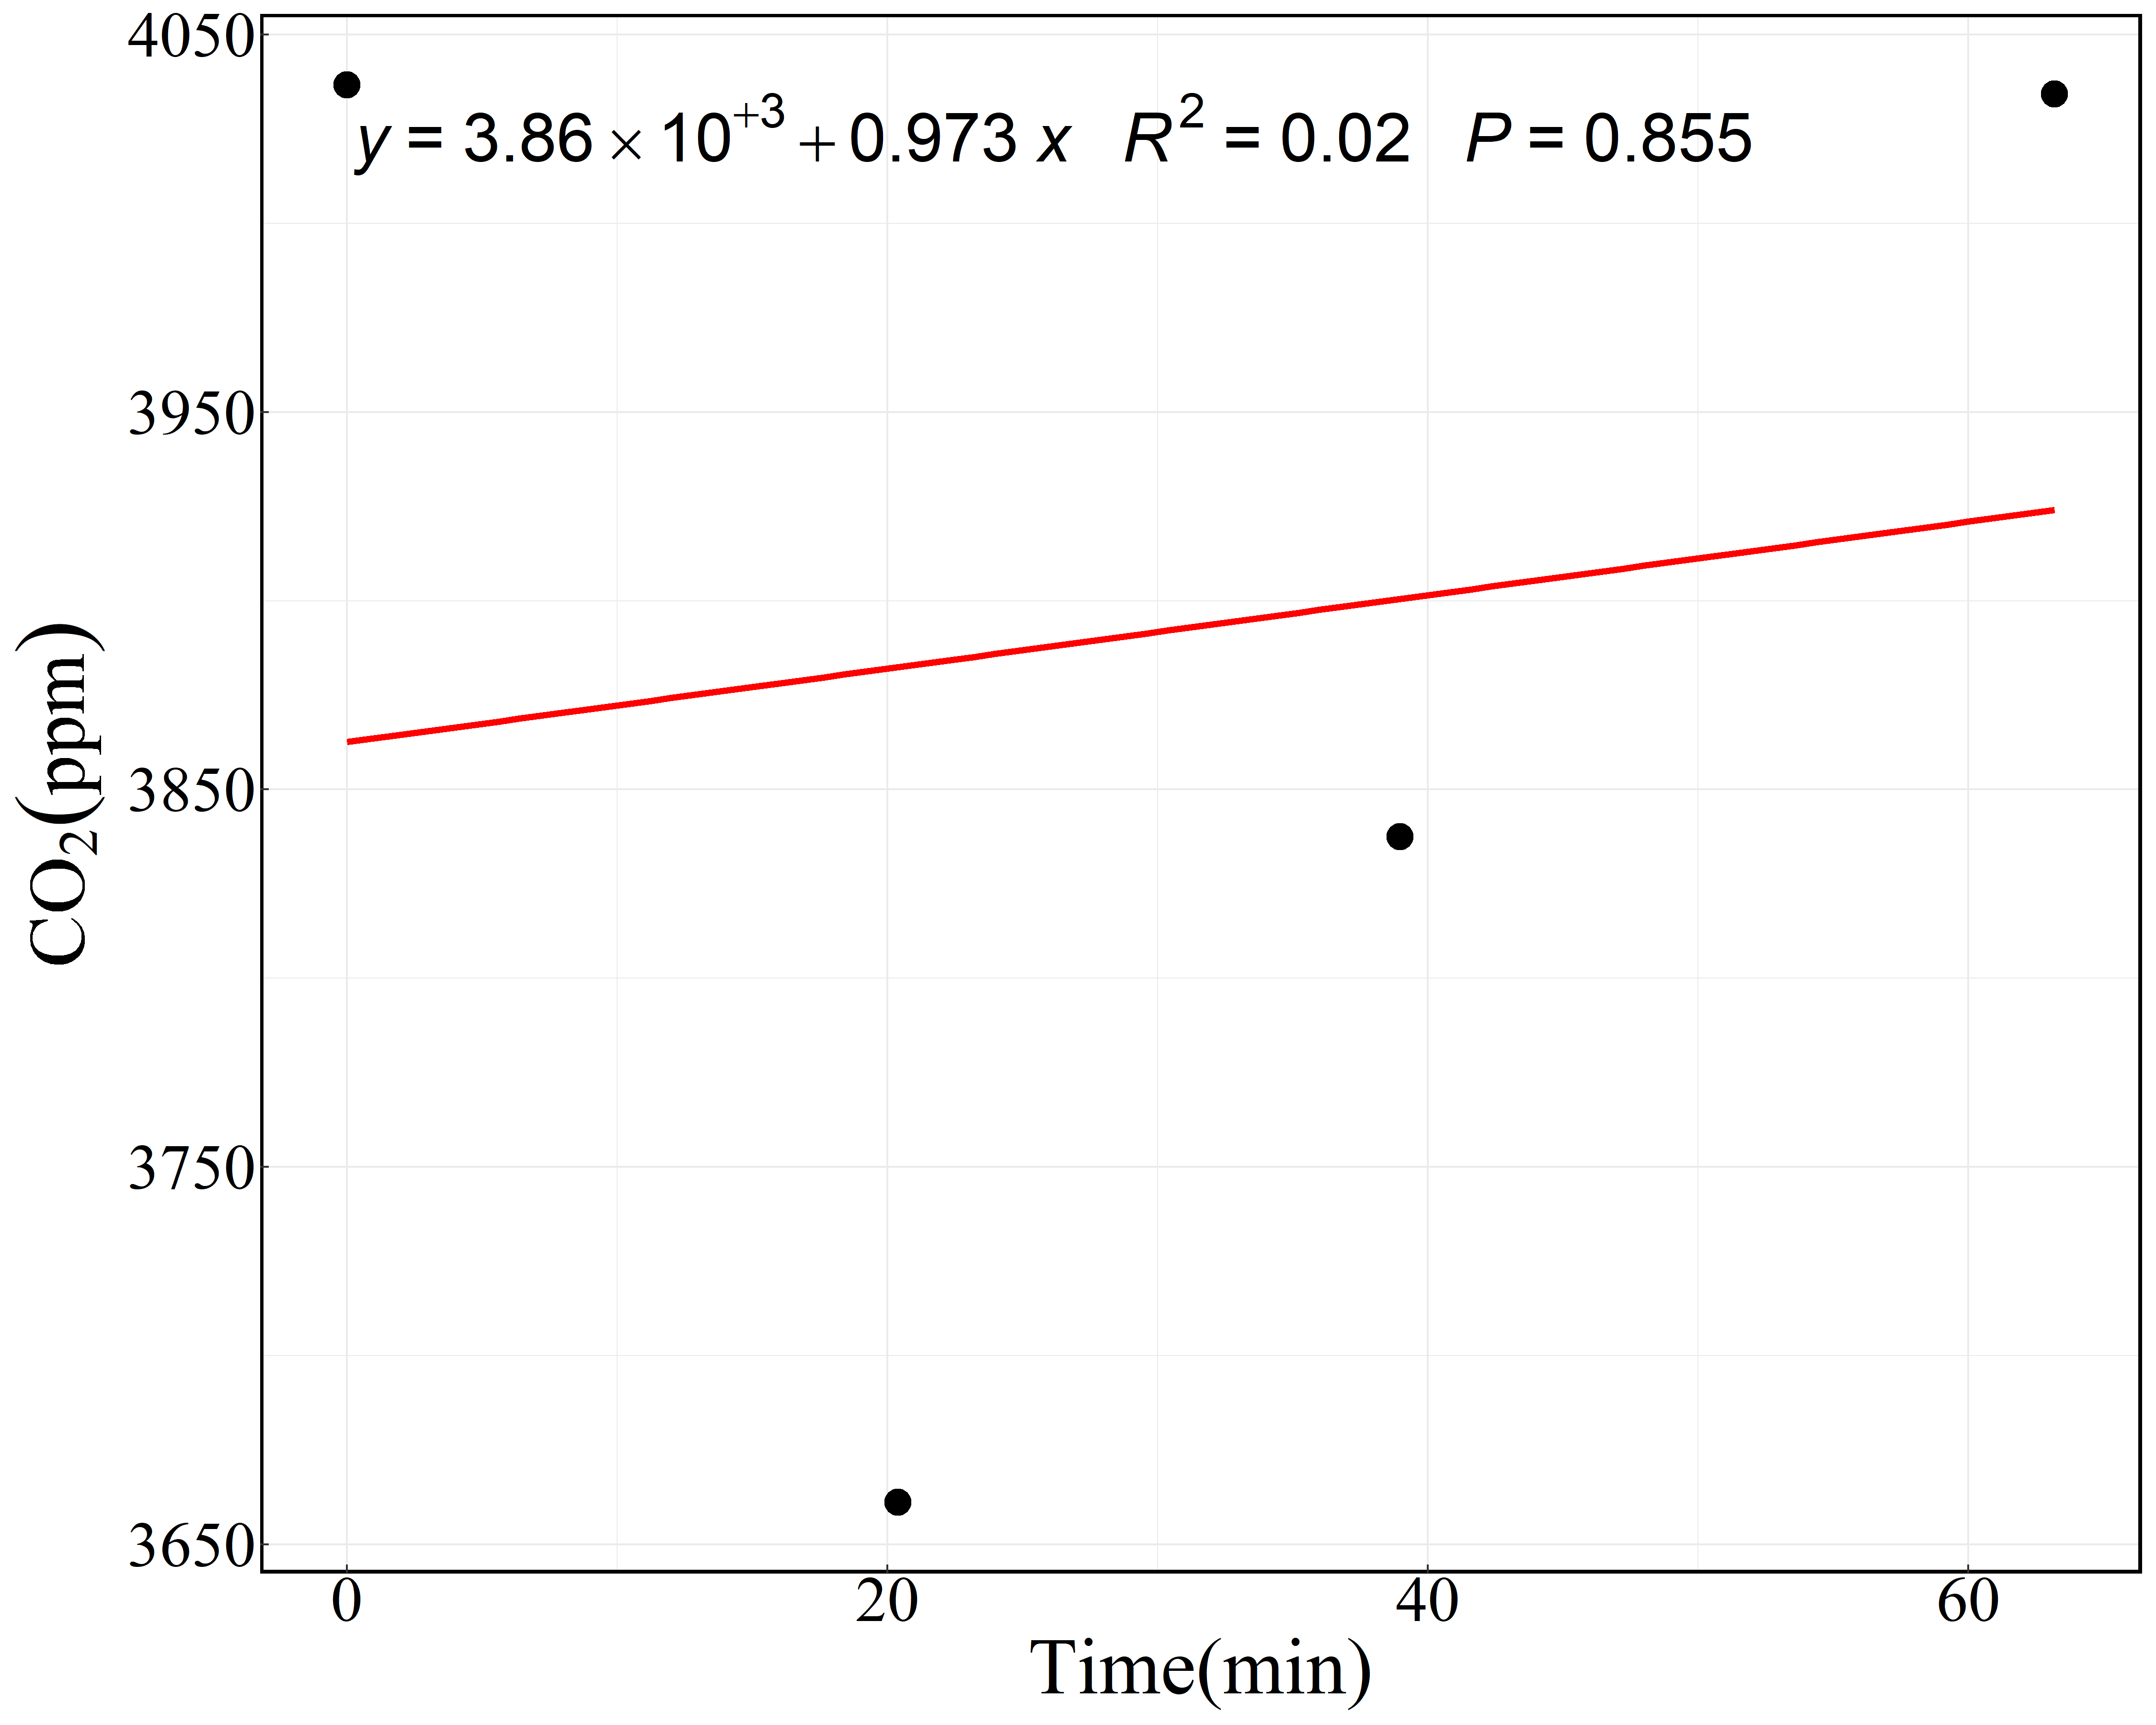 4050
y = 3.86 × 10⁺³ + 0.973 x   R² = 0.02   P = 0.855
3950
3850
3750
3650
CO₂(ppm)
0 20 40 60
Time(min)